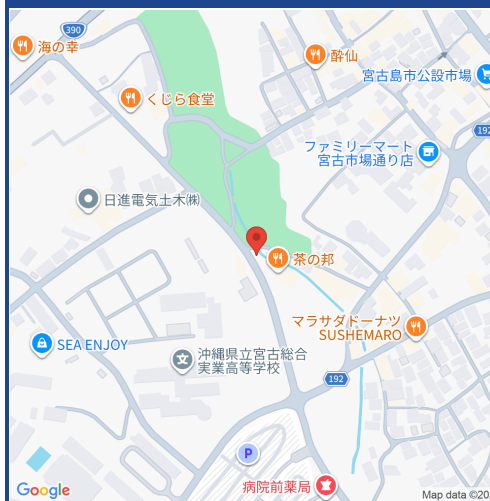 390
海の幸
酔仙
宮古島市公設市場
くじら食堂
192
ファミリーマート
宮古市場通り店
日進電気土木㈱
茶の邦
マラサダドーナツ
SUSHEMARO
SEA ENJOY
沖縄県立宮古総合
実業高等学校
192
P
病院前薬局
Google
Map data ©20